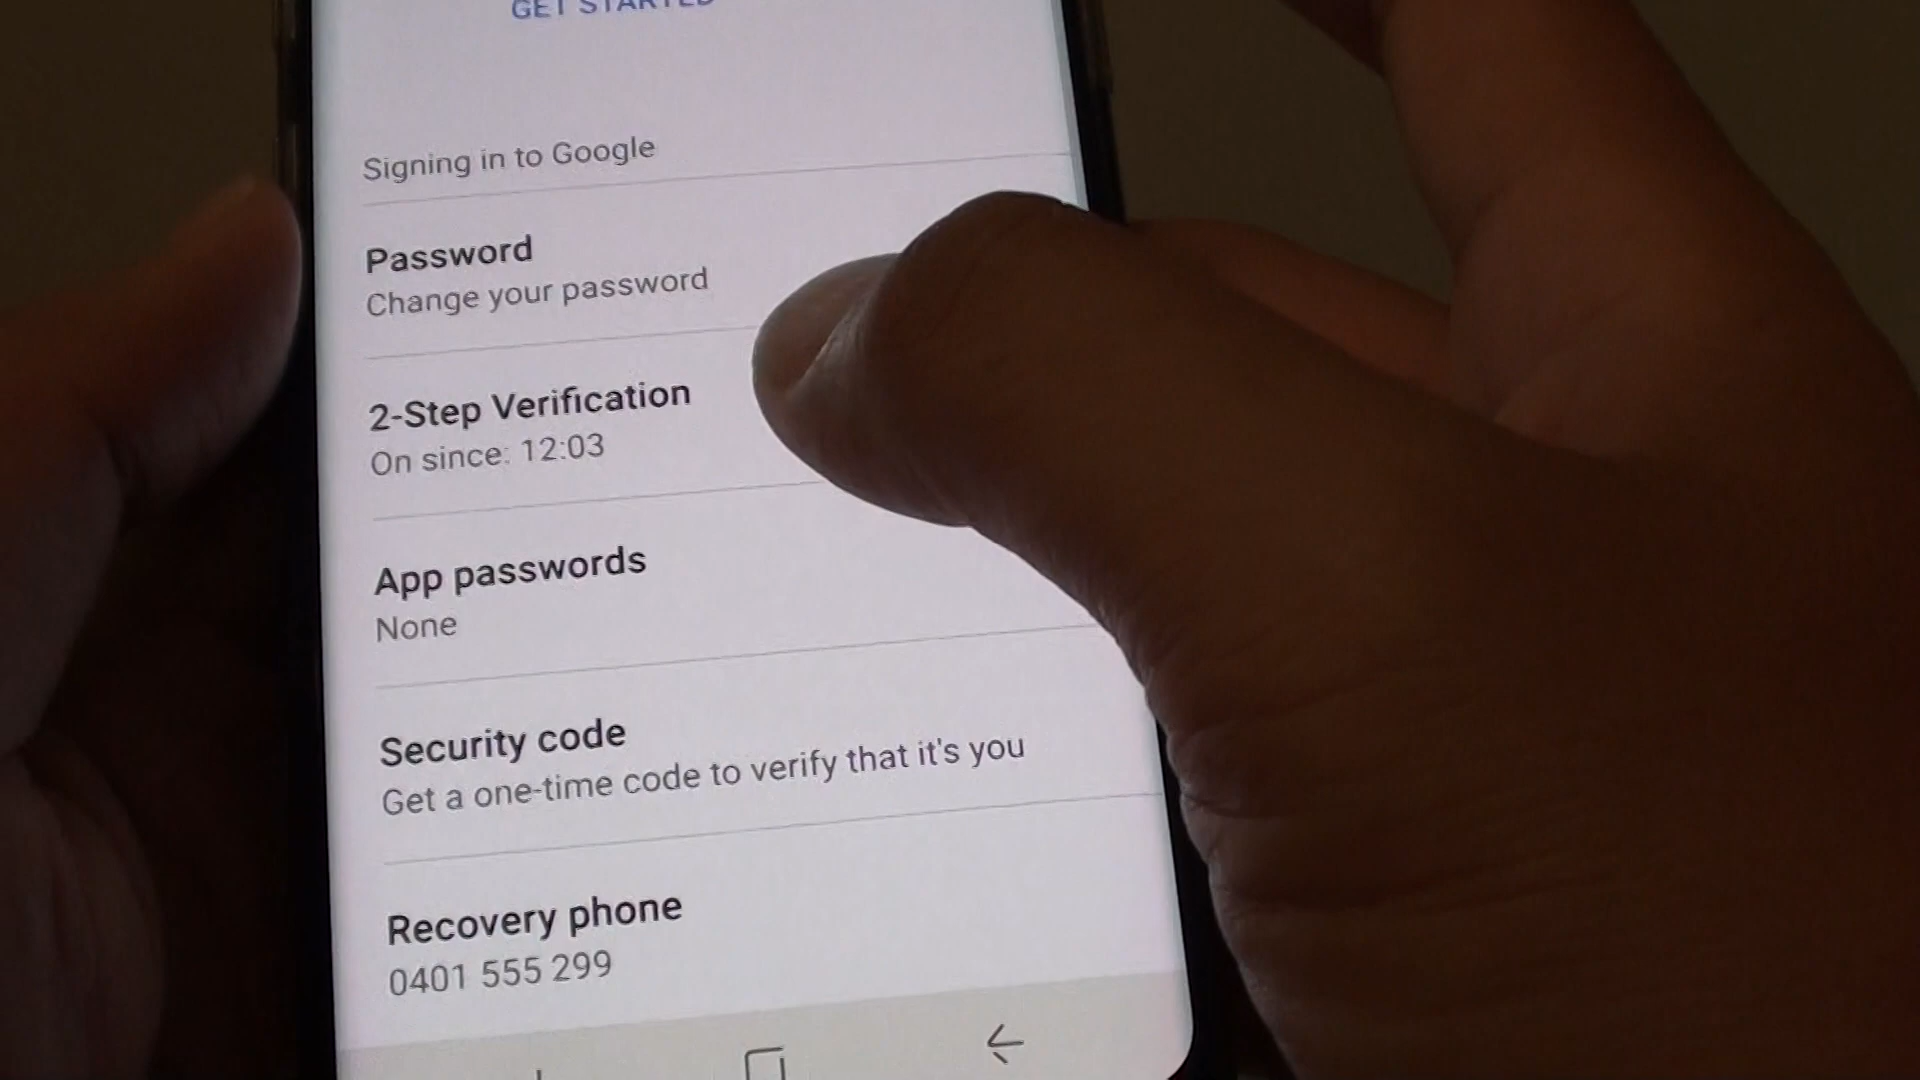 GET STARTED
Signing in to Google
Password
Change your password
2-Step Verification
On since: 12:03
App passwords
None
Security code
Get a one-time code to verify that it's you
Recovery phone
0401 555 299